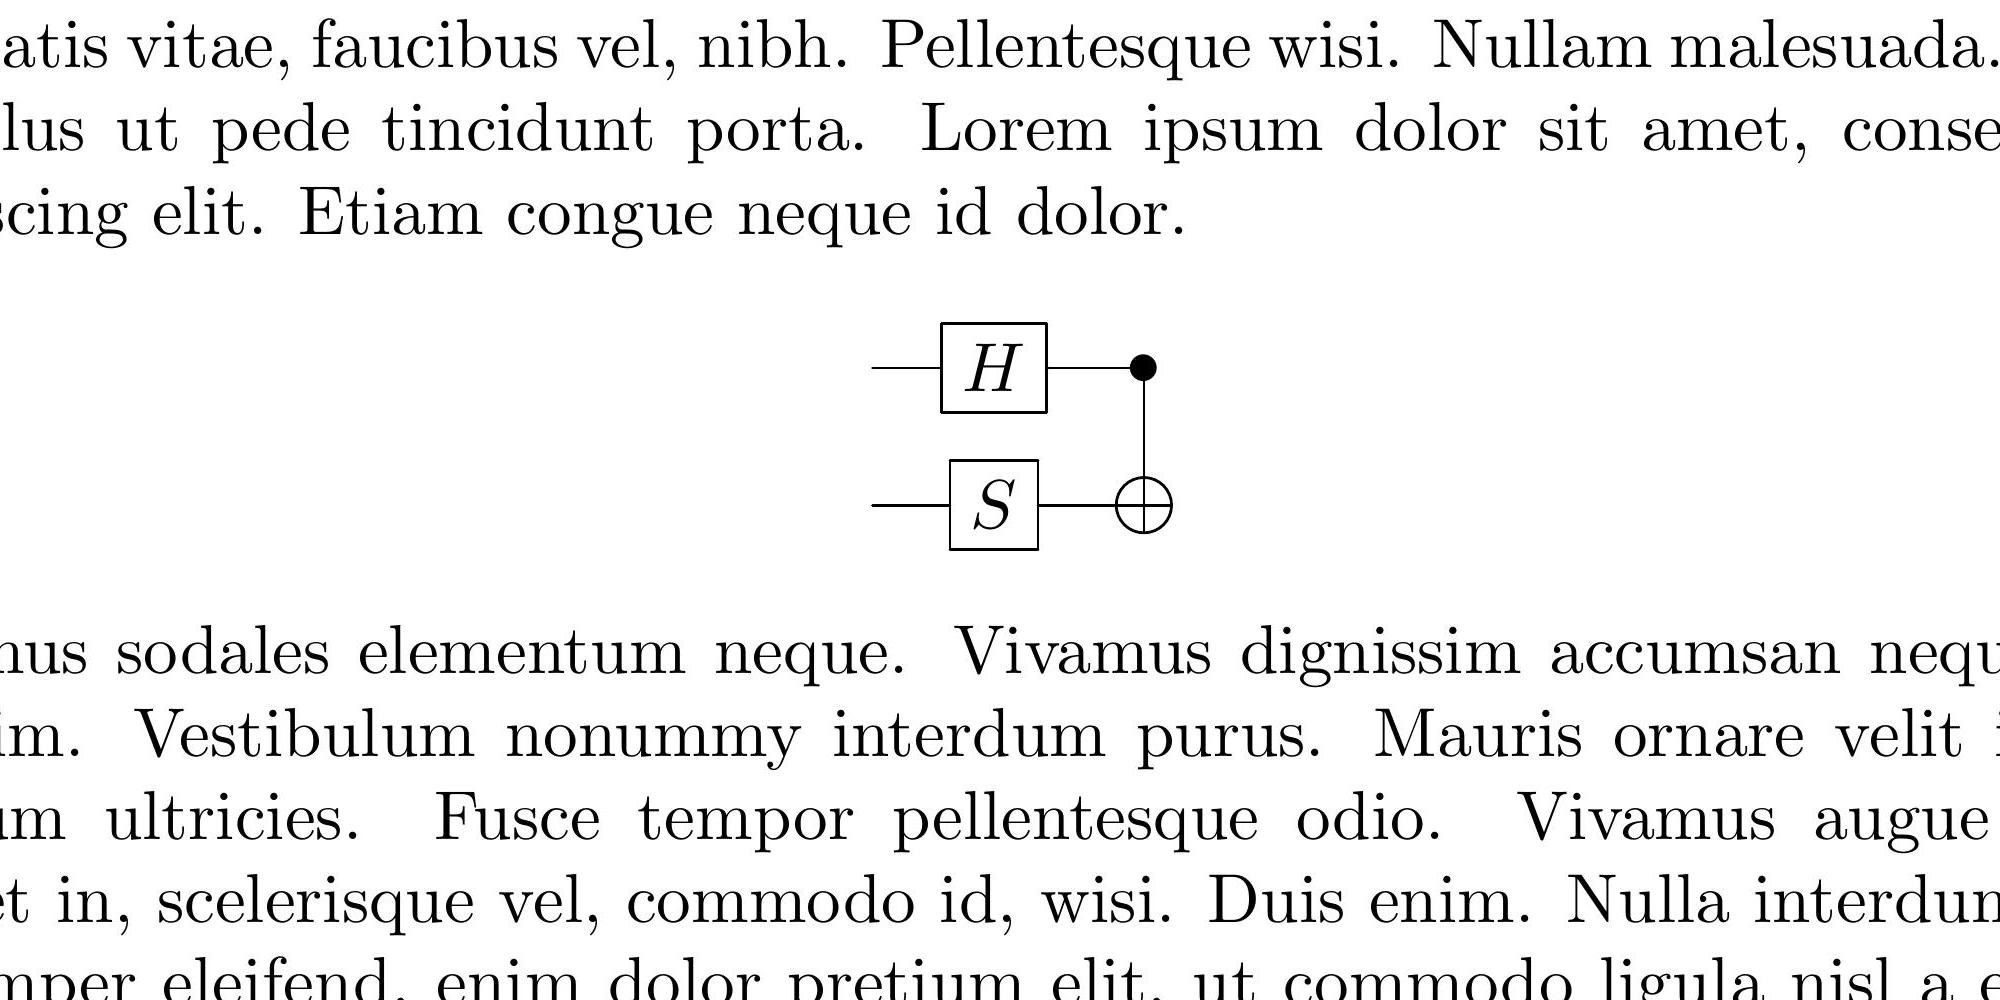 atis vitae, faucibus vel, nibh. Pellentesque wisi. Nullam malesuada.
lus ut pede tincidunt porta. Lorem ipsum dolor sit amet, conse
scing elit. Etiam congue neque id dolor.
H
S
nus sodales elementum neque. Vivamus dignissim accumsan nequ
im. Vestibulum nonummy interdum purus. Mauris ornare velit i
um ultricies. Fusce tempor pellentesque odio. Vivamus augue
et in, scelerisque vel, commodo id, wisi. Duis enim. Nulla interdum
mper eleifend, enim dolor pretium elit, ut commodo ligula nisl a e